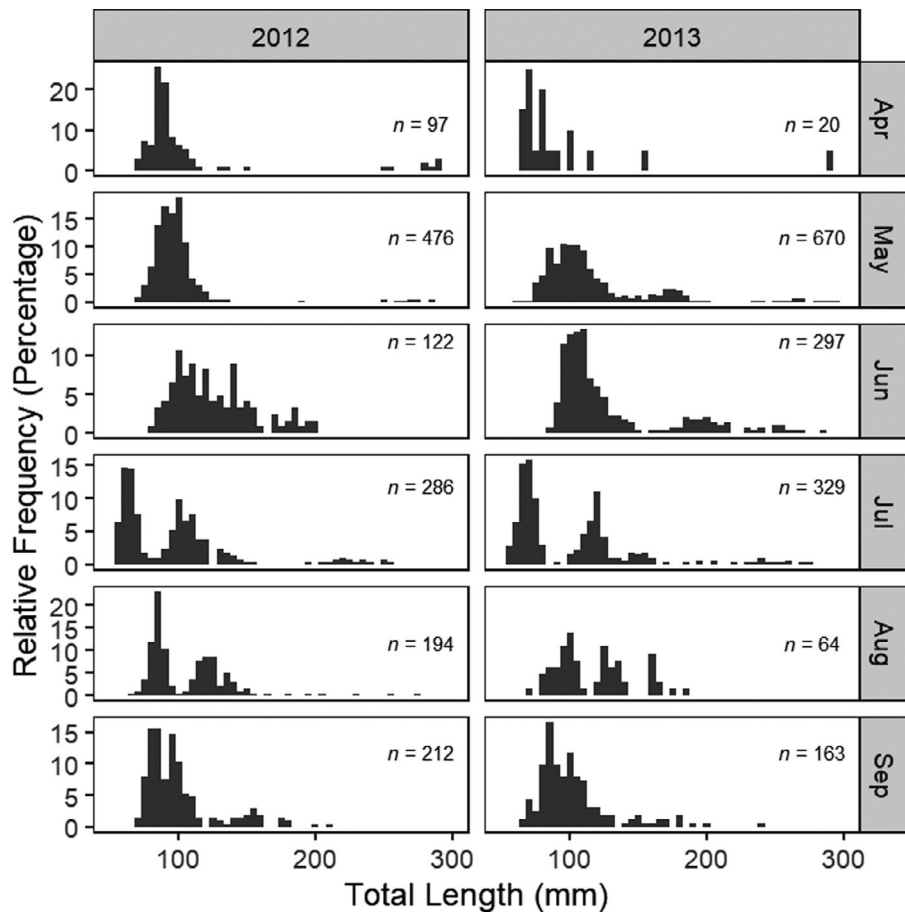 2012 2013
20
10
0
n = 97
n = 20
Apr
15
10
5
0
n = 476
n = 670
May
10
5
0
n = 122
n = 297
Jun
15
10
5
0
n = 286
n = 329
Jul
20
15
10
5
0
n = 194
n = 64
Aug
15
10
5
0
n = 212
n = 163
Sep
Relative Frequency (Percentage)
100 200 300 100 200 300
Total Length (mm)